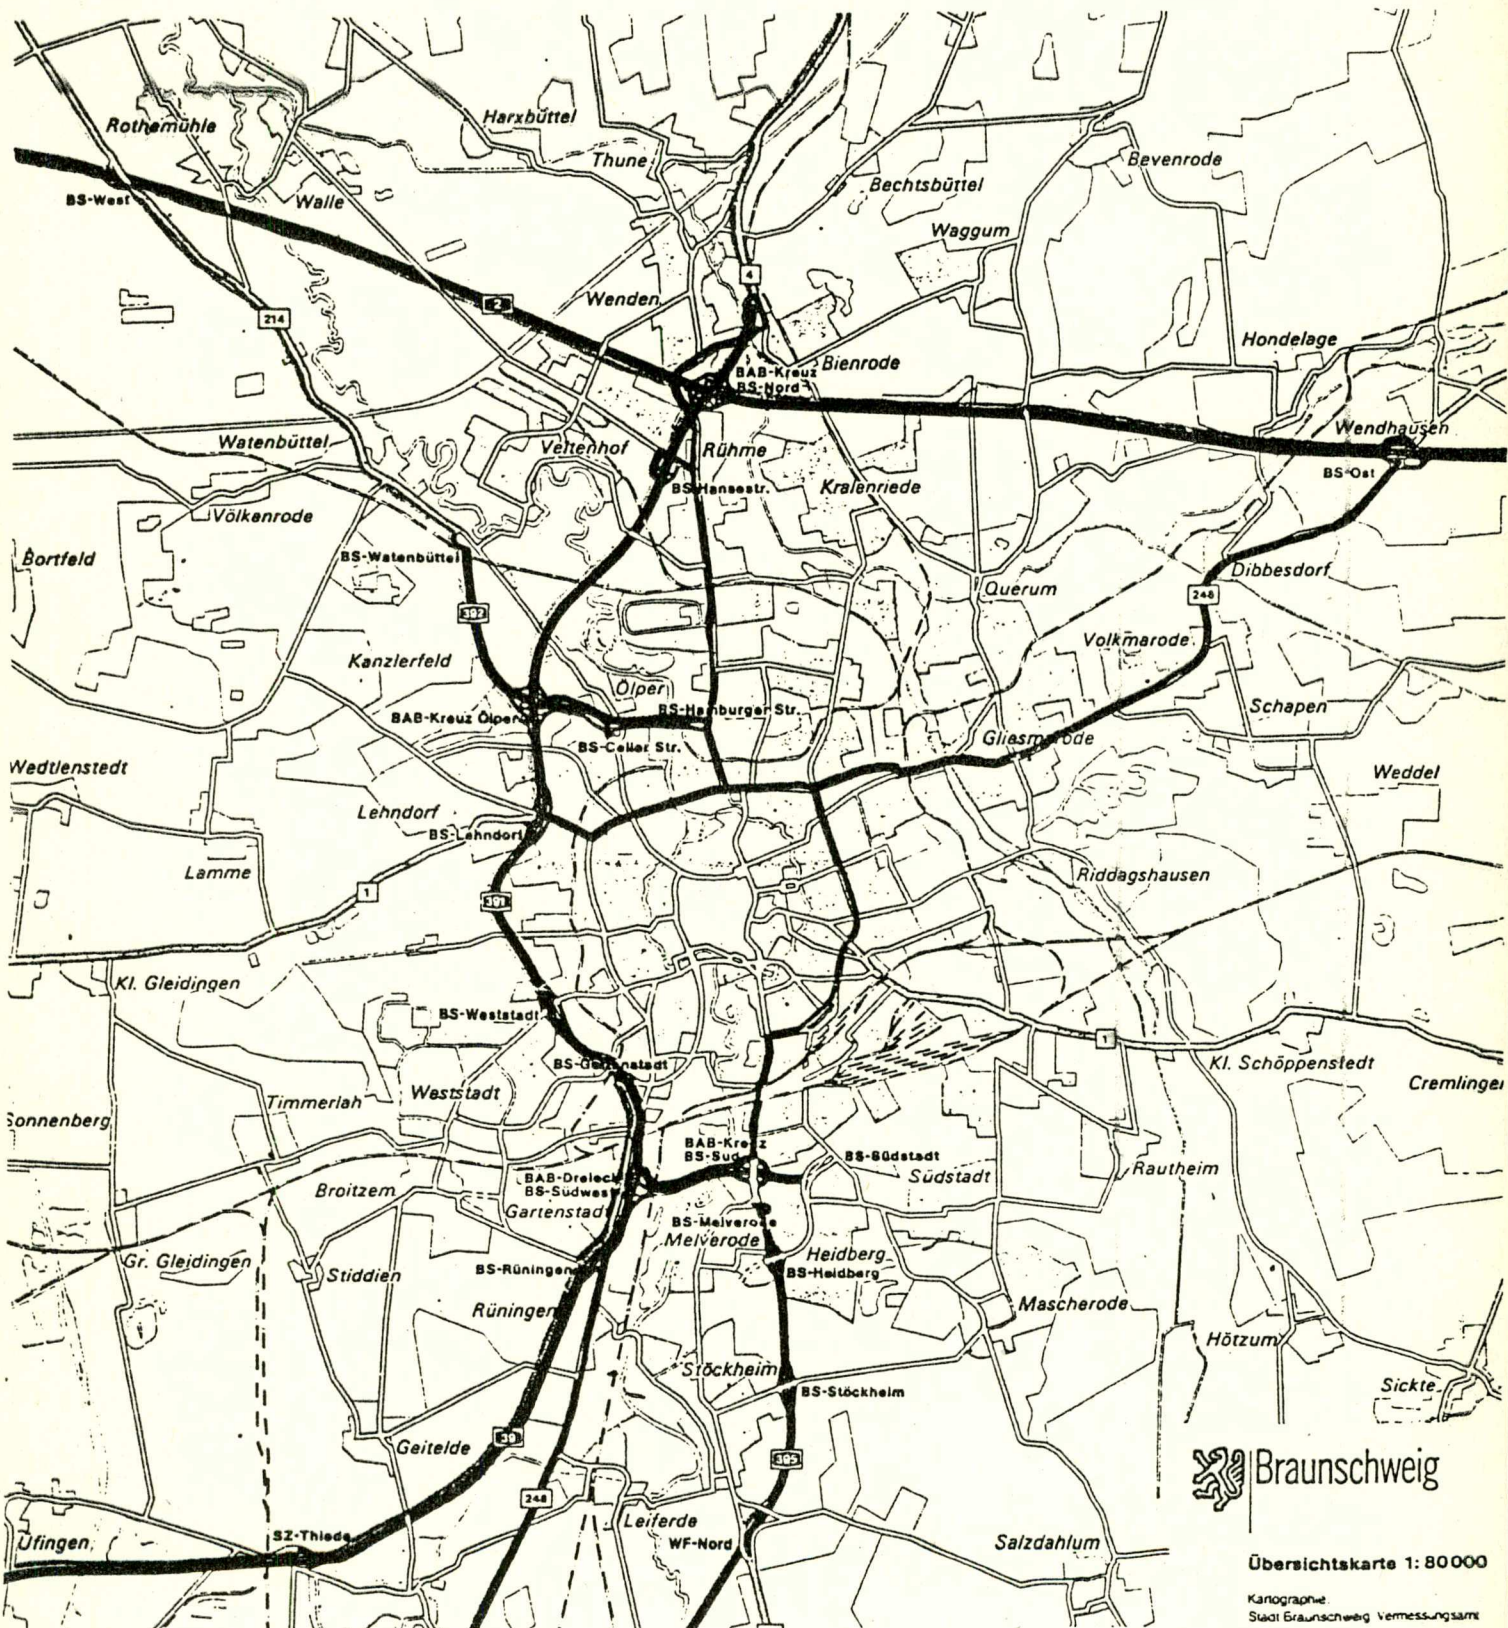 Harxbüttel
Rothemühle
Thune
Bevenrode
Bechtsbüttel
BS-West
Walle
Waggum
4
Wenden
2
214
Hondelage
Bienrode
BAB-Kreuz
BS-Nord
Wendhausen
Watenbüttel
Veltenhof
Rühme
BS-Ost
BS-Hansestr.
Kralenriede
Völkenrode
Bortfeld
BS-Watenbüttel
Dibbesdorf
Querum
248
392
Volkmarode
Kanzlerfeld
Ölper
Schapen
BS-Hamburger Str.
BAB-Kreuz Ölper
Gliesmarode
BS-Celler Str.
Wedtlenstedt
Weddel
Lehndorf
BS-Lehndorf
Lamme
Riddagshausen
1
391
Kl. Gleidingen
BS-Weststadt
1
BS-Gartenstadt
Kl. Schöppenstedt
Cremlinger
Weststadt
Timmerlah
Sonnenberg
BAB-Kreuz
BS-Süd
BS-Südstadt
Rautheim
Südstadt
BAB-Dreieck
BS-Südwest
Broitzem
Gartenstadt
BS-Melverode
Melverode
Heidberg
Gr. Gleidingen
BS-Rüningen
BS-Heidberg
Stiddien
Rüningen
Mascherode
Hötzum
Stöckheim
Sickte
BS-Stöckheim
39
Geitelde
395
Braunschweig
248
Leiferde
SZ-Thiede
Üfingen
WF-Nord
Salzdahlum
Übersichtskarte 1:80000
Kartographie
Stadt Braunschweig Vermessungsamt